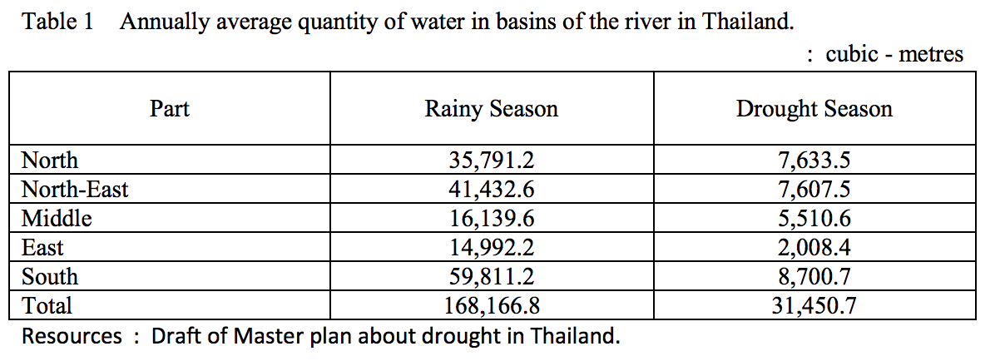 Table 1 Annually average quantity of water in basins of the river in Thailand.
: cubic - metres
Part Rainy Season Drought Season
North 35,791.2 7,633.5
North-East 41,432.6 7,607.5
Middle 16,139.6 5,510.6
East 14,992.2 2,008.4
South 59,811.2 8,700.7
Total 168,166.8 31,450.7
Resources : Draft of Master plan about drought in Thailand.